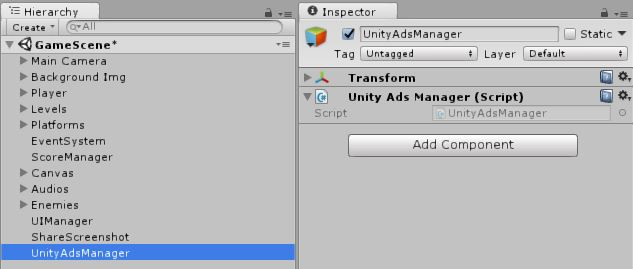 Hierarchy
Create
All
GameScene*
Main Camera
Background Img
Player
Levels
Platforms
EventSystem
ScoreManager
Canvas
Audios
Enemies
UIManager
ShareScreenshot
UnityAdsManager
Inspector
UnityAdsManager
Static
Tag Untagged Layer Default
Transform
Unity Ads Manager (Script)
Script UnityAdsManager
Add Component